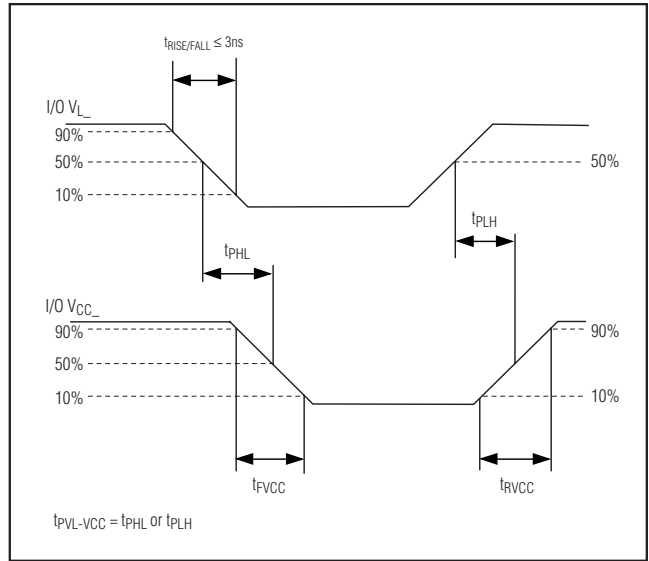 tRISE/FALL ≤ 3ns
I/O VL_
90%
50%
50%
10%
tPHL
tPLH
I/O VCC_
90%
90%
50%
10%
10%
tFVCC
tRVCC
tPVL-VCC = tPHL or tPLH